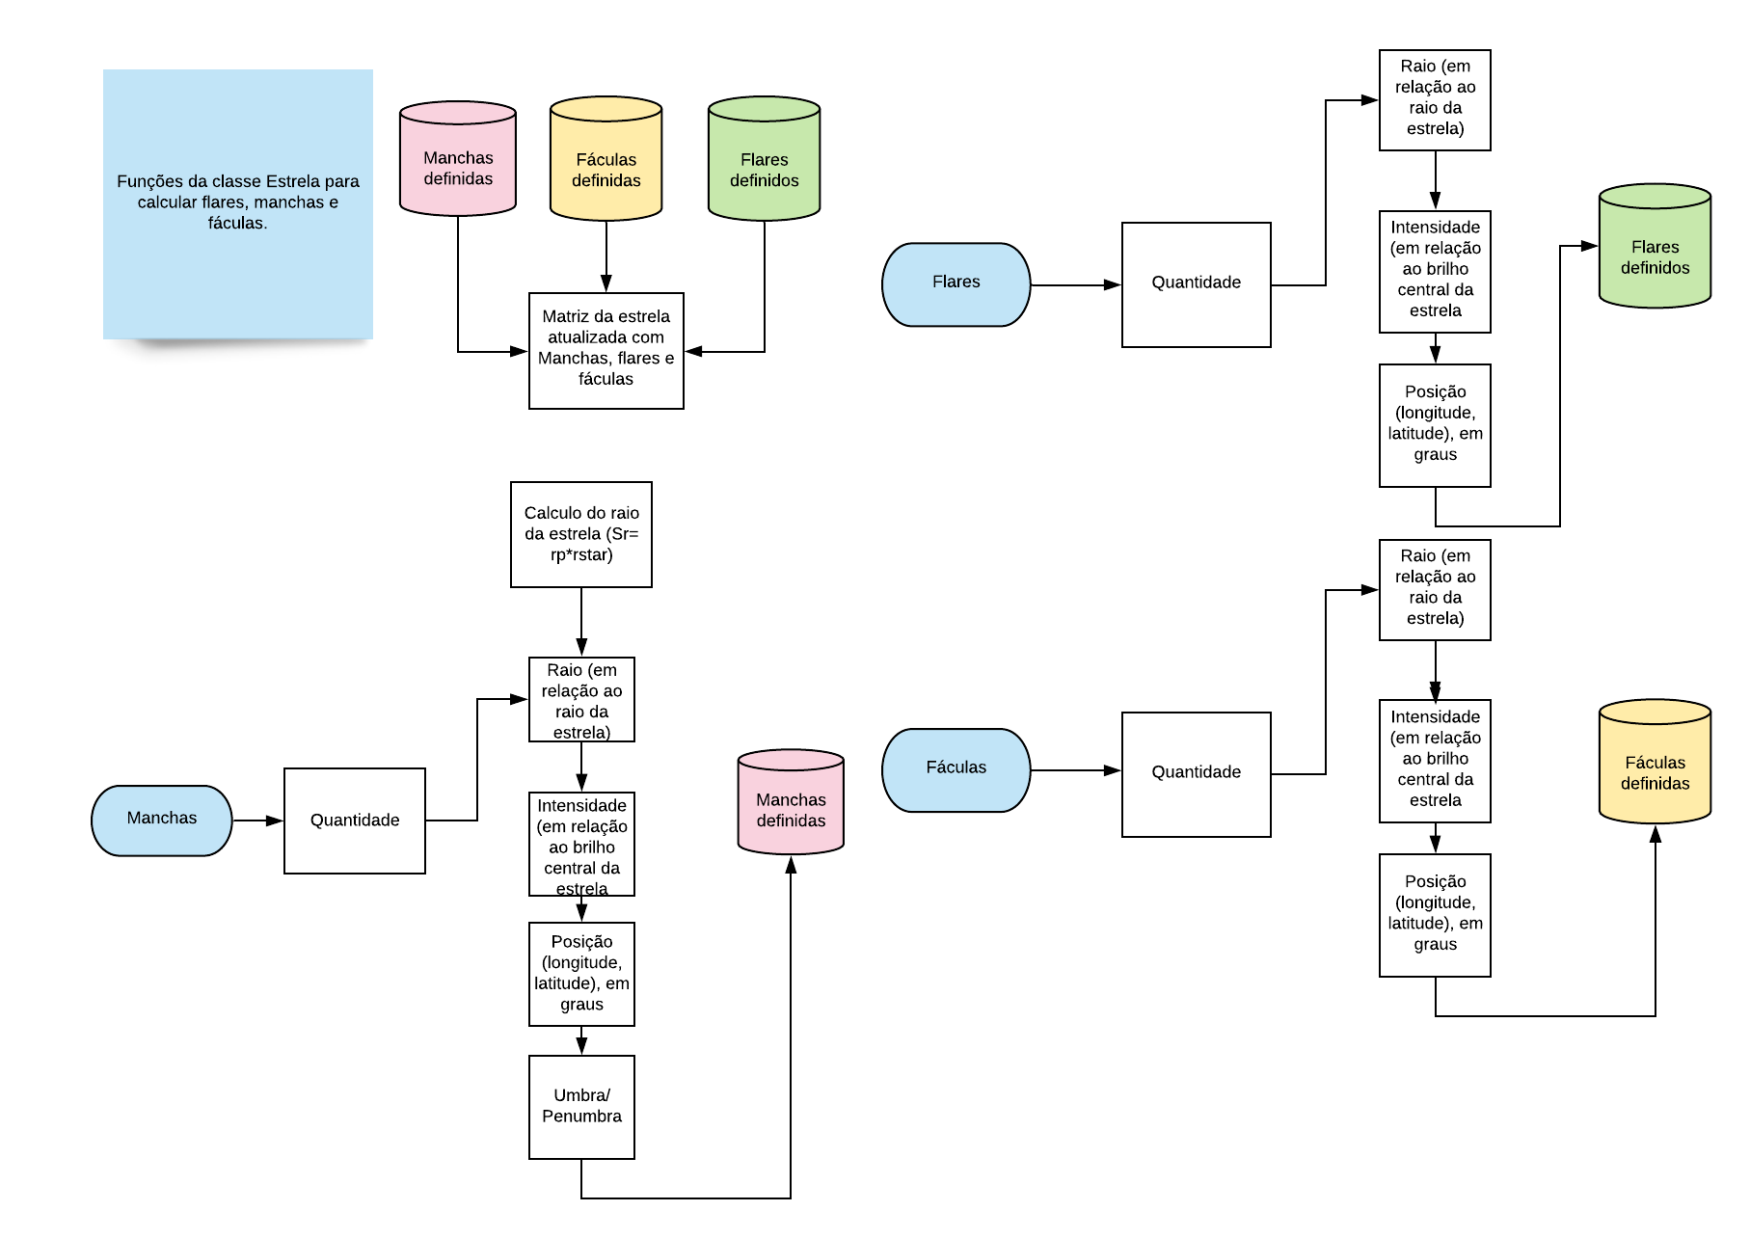 Funções da classe Estrela para
calcular flares, manchas e
fáculas.
Manchas
definidas
Fáculas
definidas
Flares
definidos
Matriz da estrela
atualizada com
Manchas, flares e
fáculas
Flares
Quantidade
Raio (em
relação ao
raio da
estrela)
Intensidade
(em relação
ao brilho
central da
estrela
Posição
(longitude,
latitude), em
graus
Flares
definidos
Calculo do raio
da estrela (Sr=
rp*rstar)
Manchas
Quantidade
Raio (em
relação ao
raio da
estrela)
Intensidade
(em relação
ao brilho
central da
estrela
Posição
(longitude,
latitude), em
graus
Umbra/
Penumbra
Manchas
definidas
Fáculas
Quantidade
Raio (em
relação ao
raio da
estrela)
Intensidade
(em relação
ao brilho
central da
estrela
Posição
(longitude,
latitude), em
graus
Fáculas
definidas